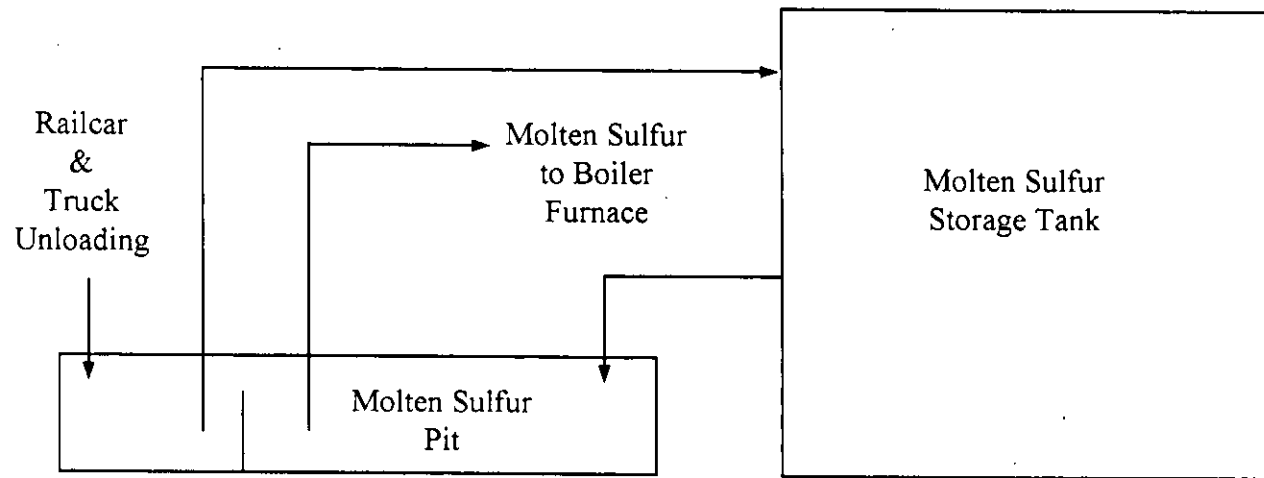 Railcar
&
Truck
Unloading
Molten Sulfur
to Boiler
Furnace
Molten Sulfur
Storage Tank
Molten Sulfur
Pit